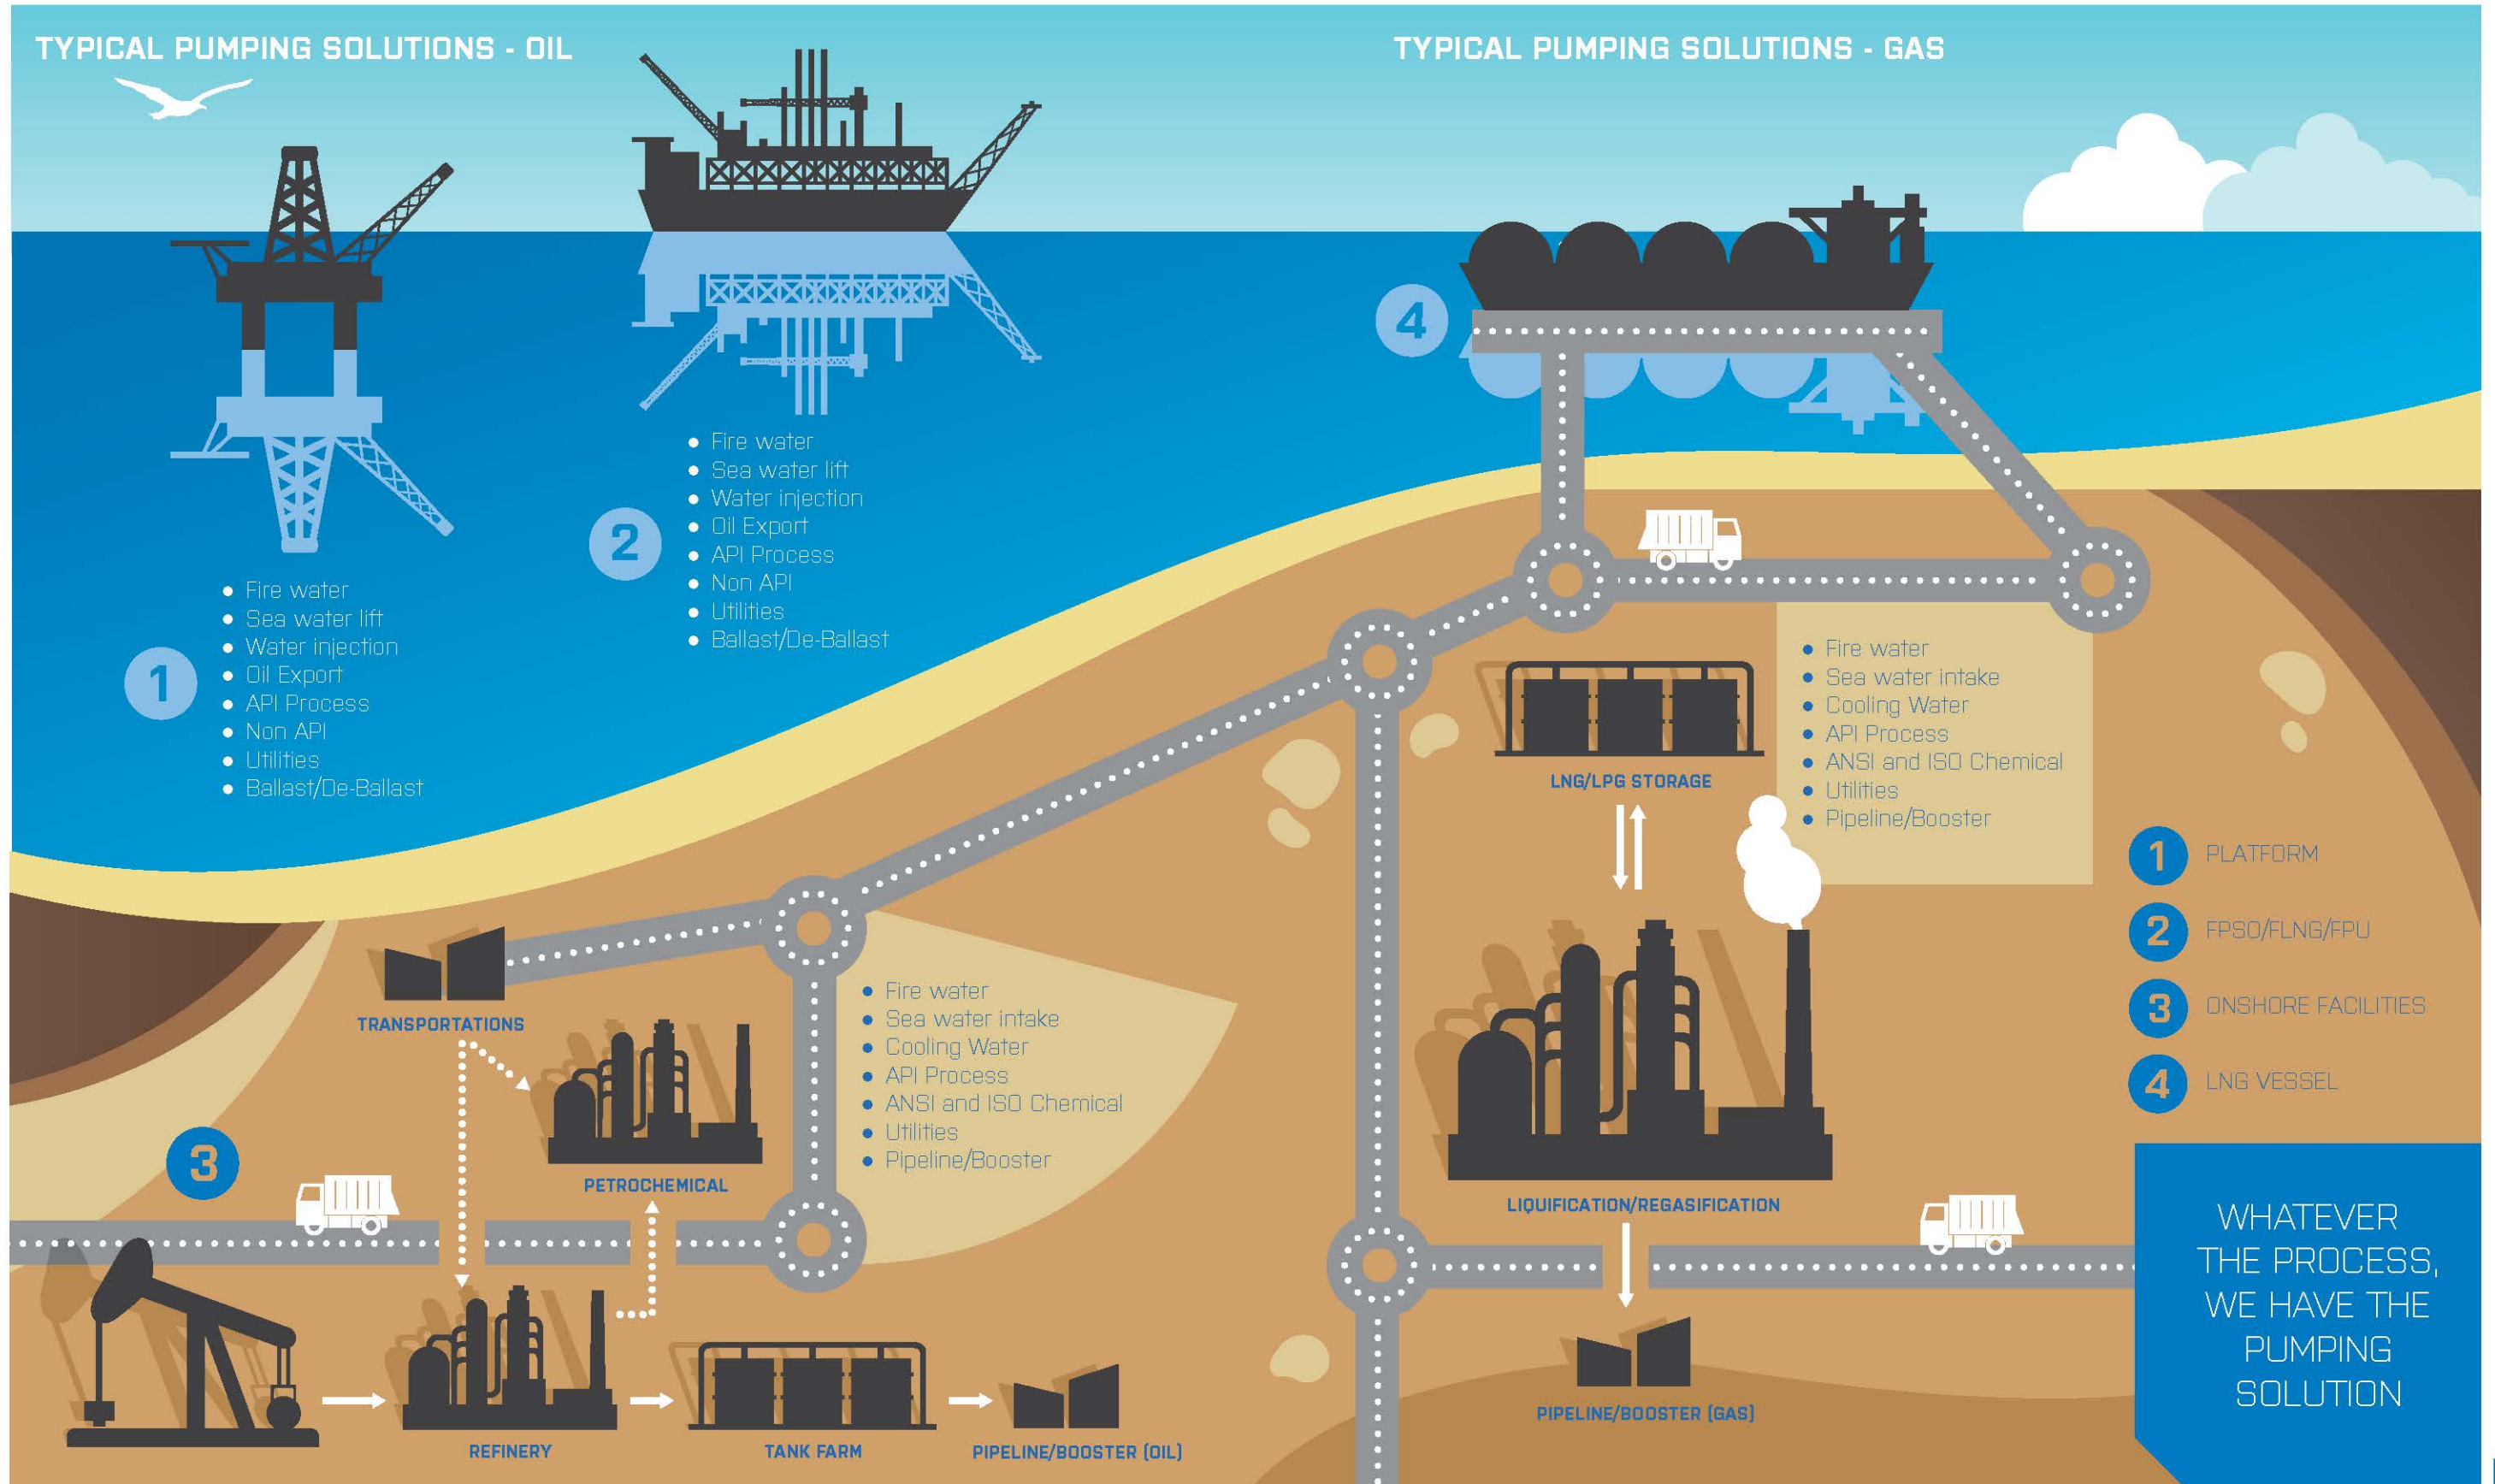 TYPICAL PUMPING SOLUTIONS - OIL
TYPICAL PUMPING SOLUTIONS - GAS
1
Fire water
Sea water lift
Water injection
Oil Export
API Process
Non API
Utilities
Ballast/De-Ballast
2
Fire water
Sea water lift
Water injection
Oil Export
API Process
Non API
Utilities
Ballast/De-Ballast
4
Fire water
Sea water intake
Cooling Water
API Process
ANSI and ISO Chemical
Utilities
Pipeline/Booster
LNG/LPG STORAGE
LIQUIFICATION/REGASIFICATION
PIPELINE/BOOSTER (GAS)
TRANSPORTATIONS
PETROCHEMICAL
3
Fire water
Sea water intake
Cooling Water
API Process
ANSI and ISO Chemical
Utilities
Pipeline/Booster
REFINERY
TANK FARM
PIPELINE/BOOSTER (OIL)
1 PLATFORM
2 FPSO/FLNG/FPU
3 ONSHORE FACILITIES
4 LNG VESSEL
WHATEVER
THE PROCESS,
WE HAVE THE
PUMPING
SOLUTION